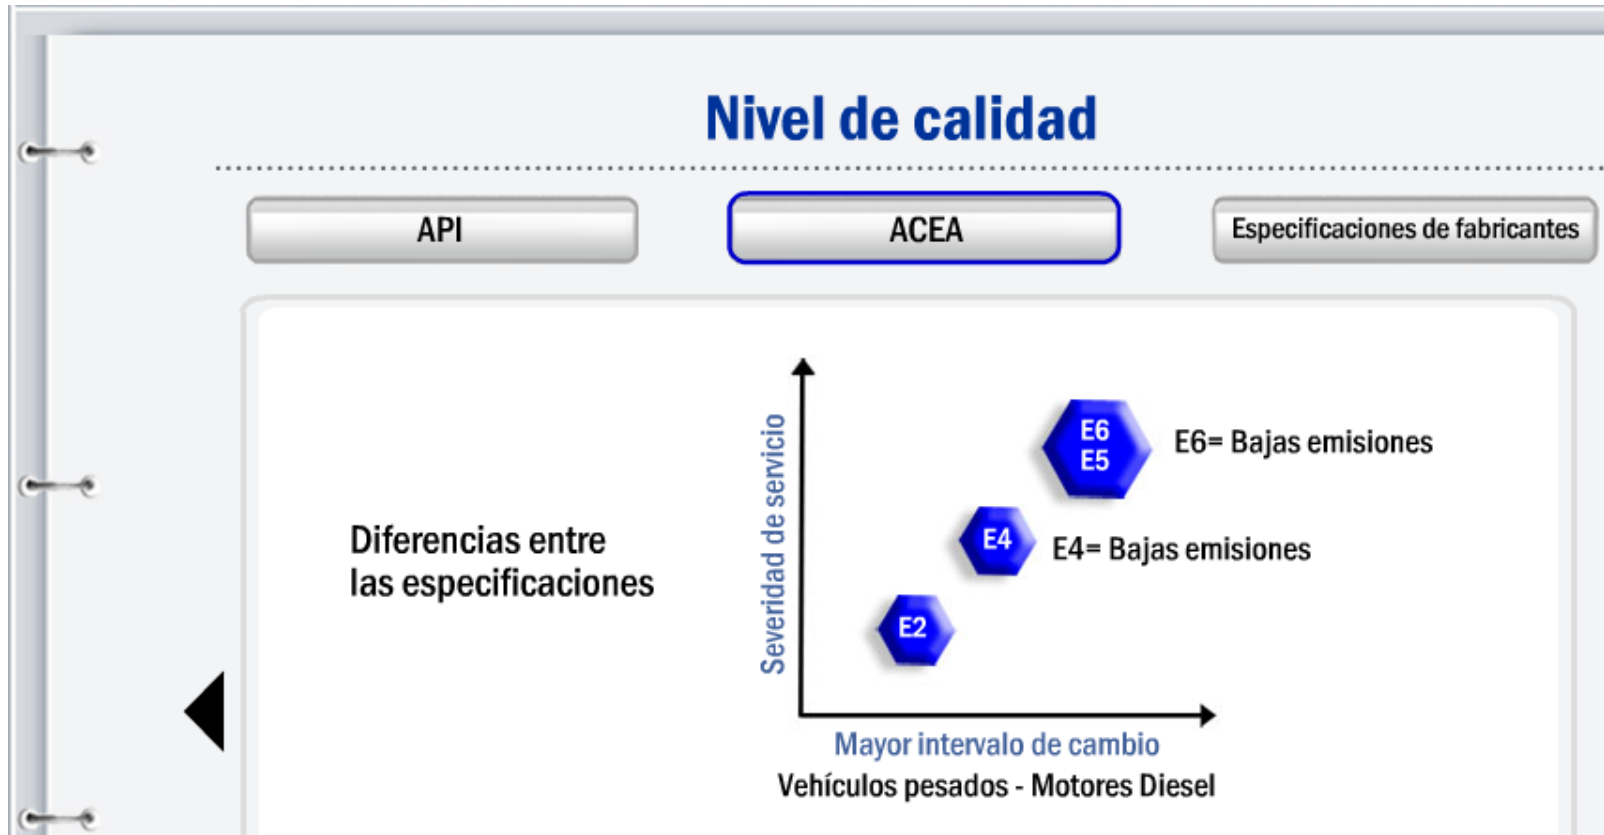 Nivel de calidad
API
ACEA
Especificaciones de fabricantes
Diferencias entre
las especificaciones
Severidad de servicio
E6
E5
E6= Bajas emisiones
E4
E4= Bajas emisiones
E2
Mayor intervalo de cambio
Vehículos pesados - Motores Diesel